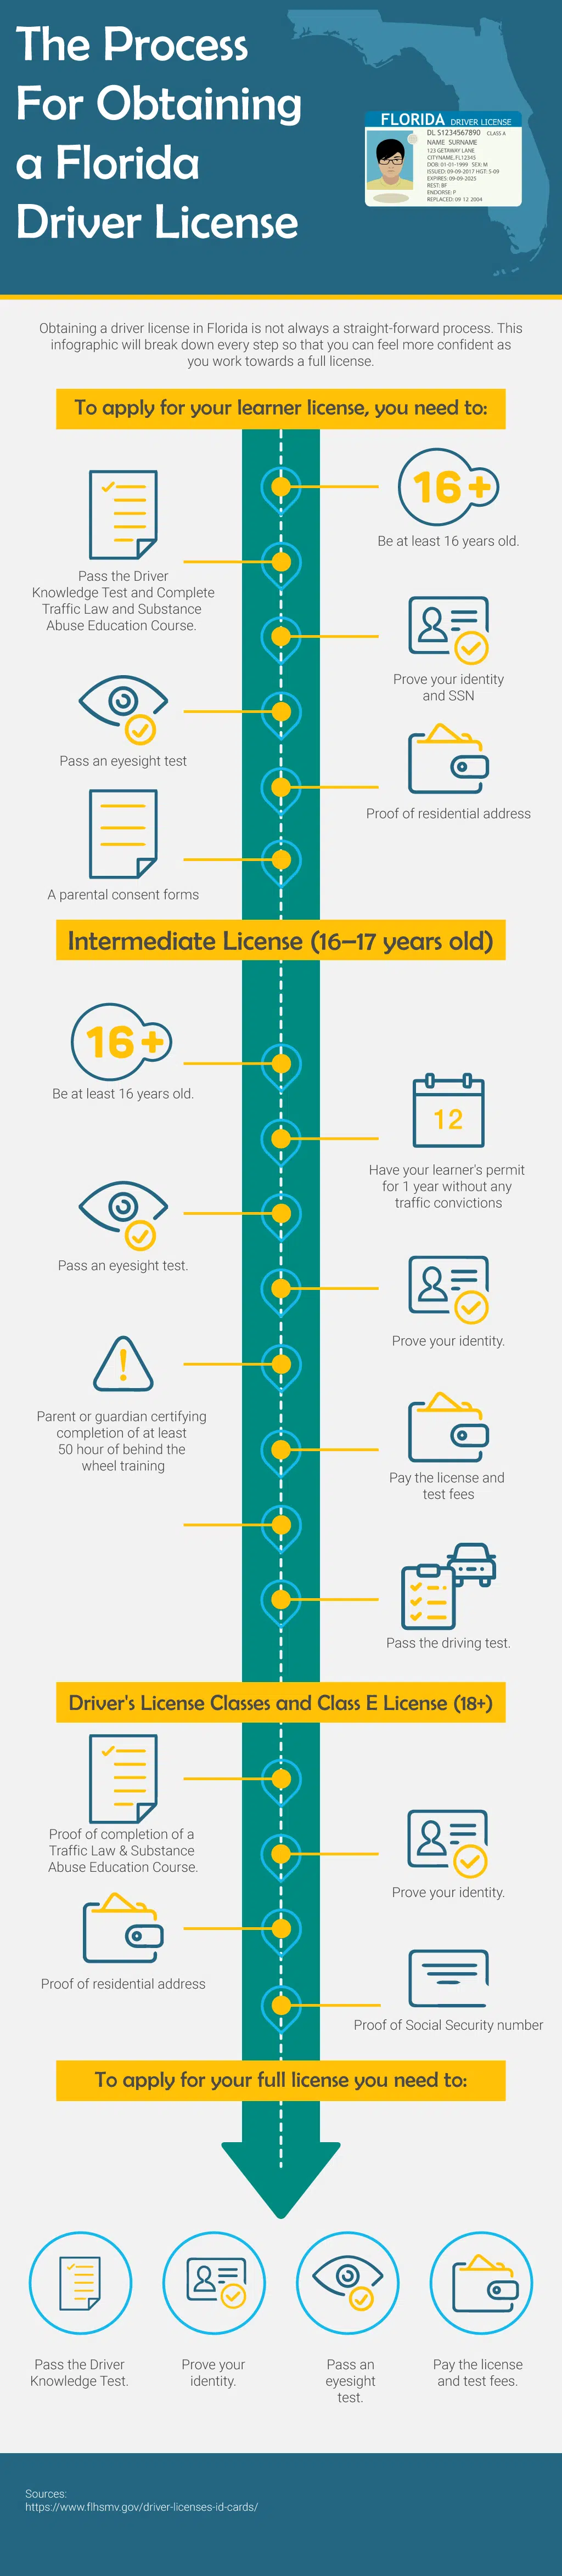 The Process
For Obtaining
a Florida
Driver License
FLORIDA DRIVER LICENSE
DL S1234567890 CLASS A
NAME SURNAME
123 GETAWAY LANE
CITYNAME, FL12345
DOB: 01-01-1999 SEX: M
ISSUED: 09-09-2017 HGT: 5-09
EXPIRES: 09-09-2025
REST: BF
ENDORSE: P
REPLACED: 09 12 2004
Obtaining a driver license in Florida is not always a straight-forward process. This
infographic will break down every step so that you can feel more confident as
you work towards a full license.
To apply for your learner license, you need to:
16+
Be at least 16 years old.
Pass the Driver
Knowledge Test and Complete
Traffic Law and Substance
Abuse Education Course.
Prove your identity
and SSN
Pass an eyesight test
Proof of residential address
A parental consent forms
Intermediate License (16–17 years old)
16+
Be at least 16 years old.
12
Have your learner's permit
for 1 year without any
traffic convictions
Pass an eyesight test.
Prove your identity.
Parent or guardian certifying
completion of at least
50 hour of behind the
wheel training
Pay the license and
test fees
Pass the driving test.
Driver's License Classes and Class E License (18+)
Proof of completion of a
Traffic Law & Substance
Abuse Education Course.
Prove your identity.
Proof of residential address
Proof of Social Security number
To apply for your full license you need to:
Pass the Driver
Knowledge Test.
Prove your
identity.
Pass an
eyesight
test.
Pay the license
and test fees.
Sources:
https://www.flhsmv.gov/driver-licenses-id-cards/